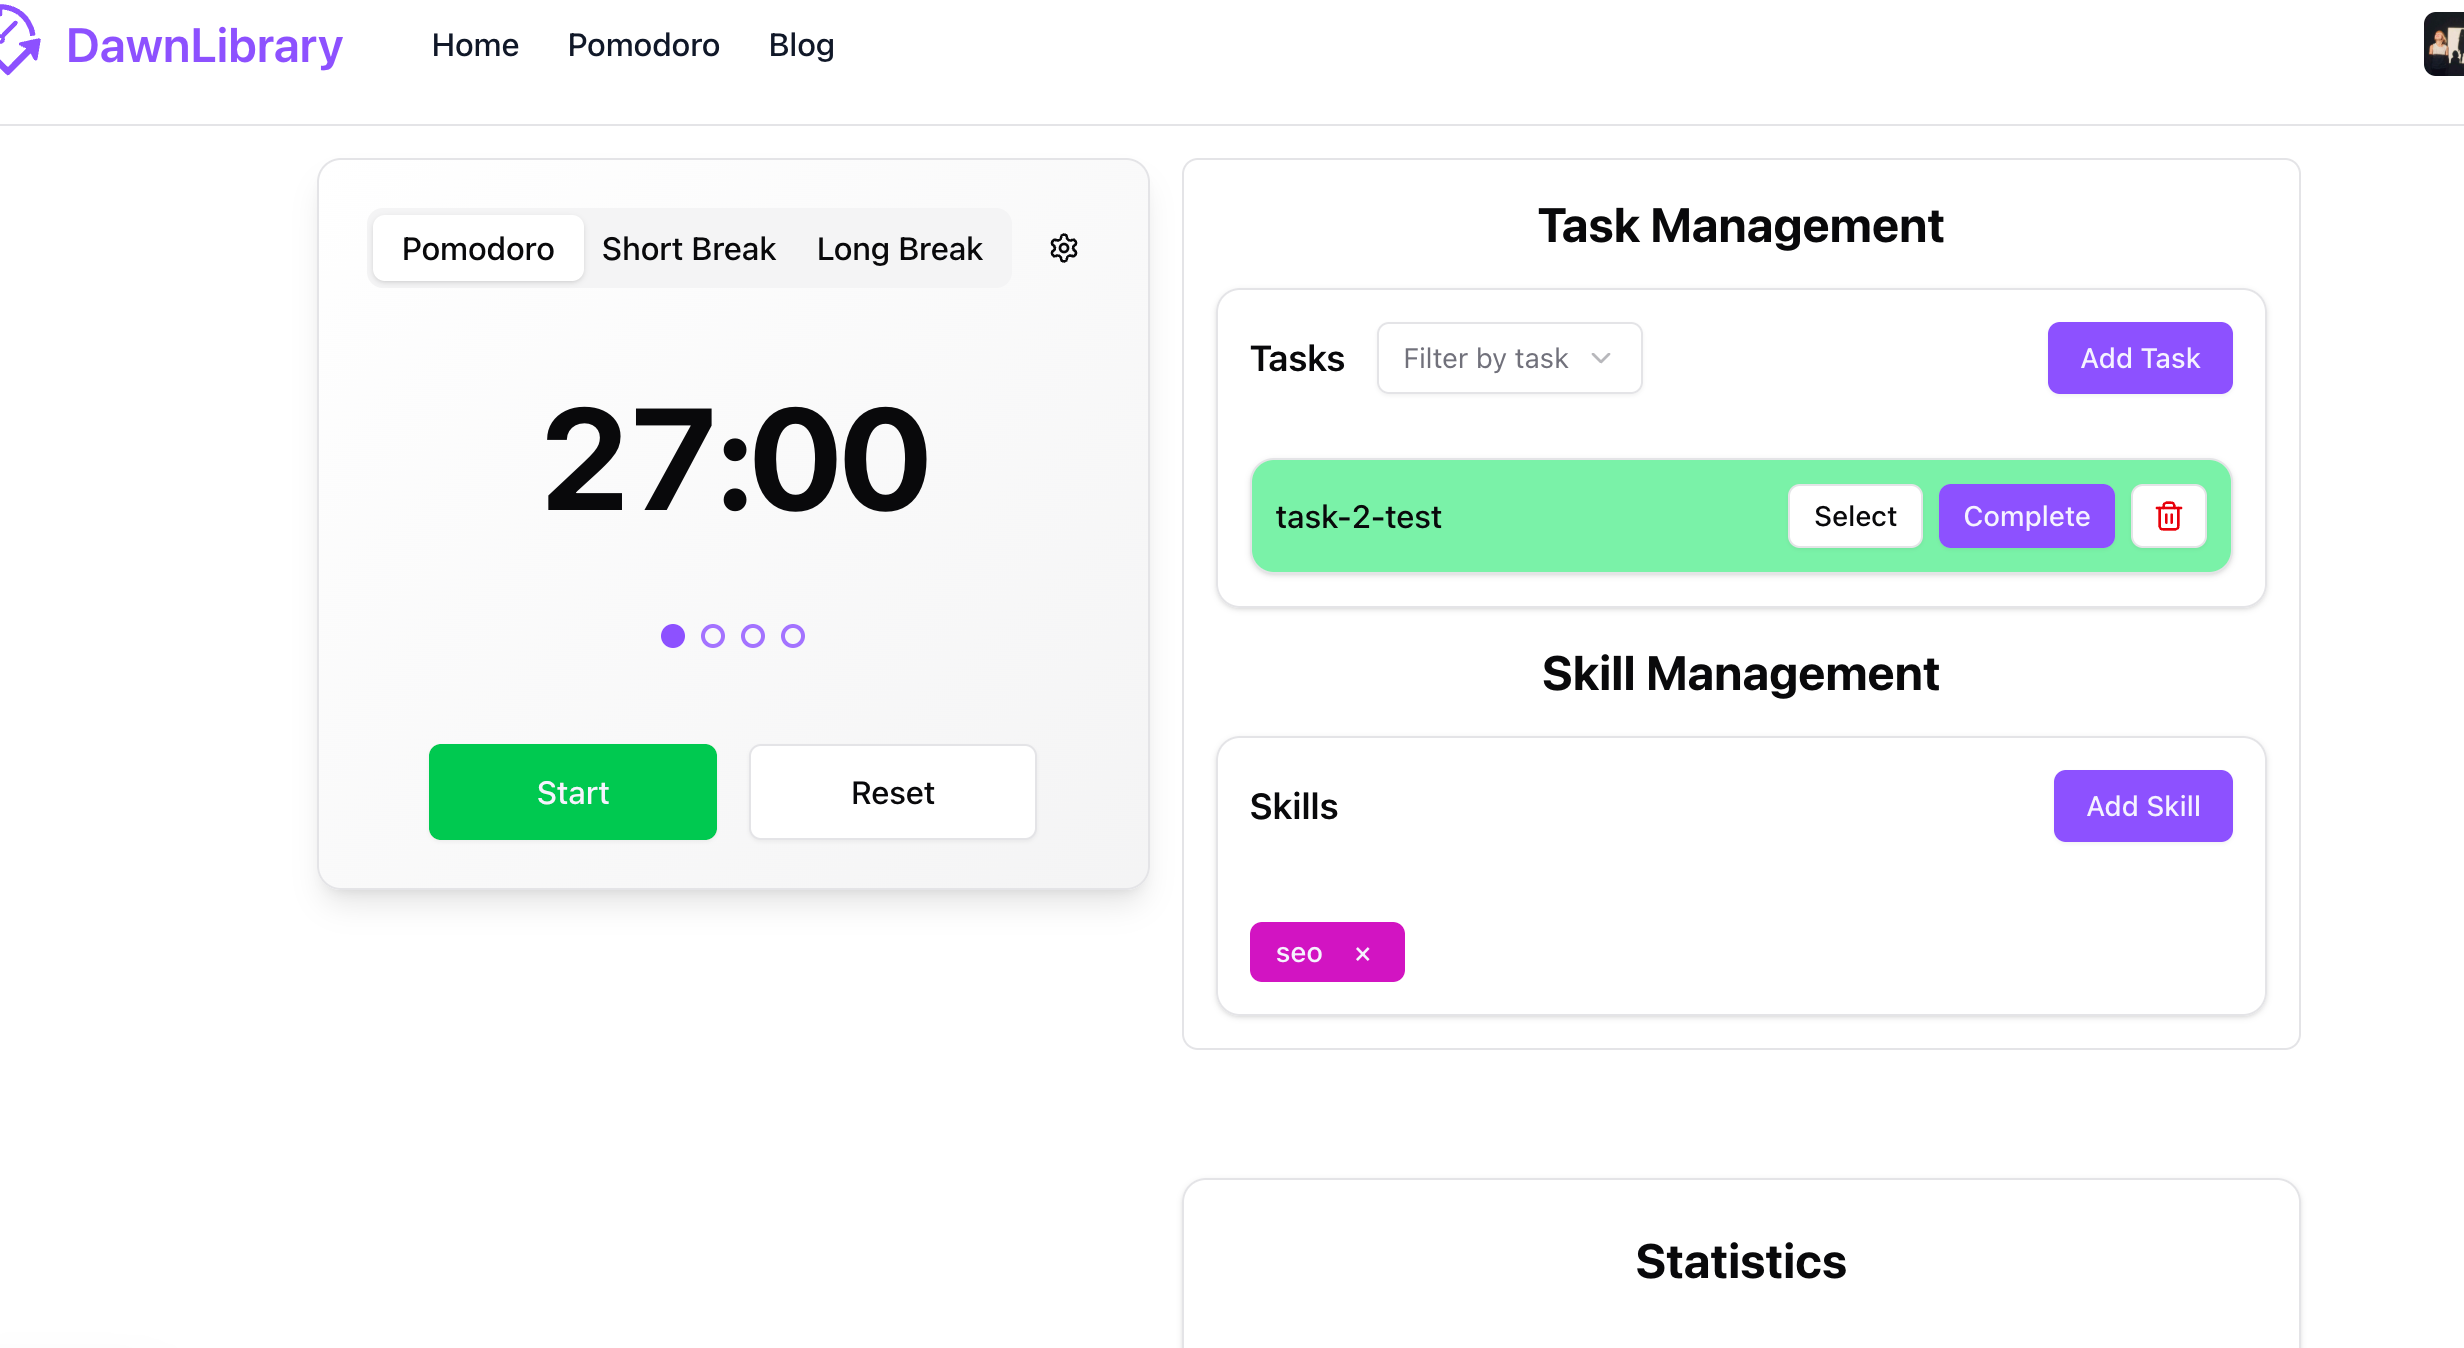 DawnLibrary
Home Pomodoro Blog
Pomodoro Short Break Long Break
27:00
Start Reset
Task Management
Tasks Filter by task Add Task
task-2-test Select Complete
Skill Management
Skills Add Skill
seo ×
Statistics